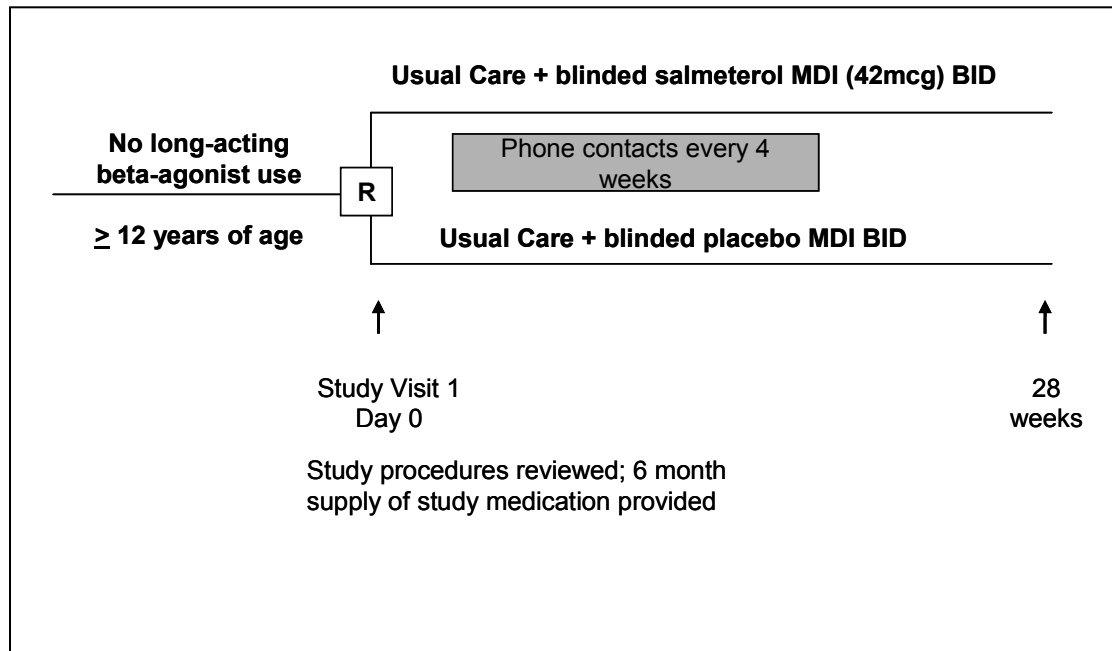 Usual Care + blinded salmeterol MDI (42mcg) BID
No long-acting
beta-agonist use
Phone contacts every 4
weeks
R
≥ 12 years of age
Usual Care + blinded placebo MDI BID
Study Visit 1
Day 0
28
weeks
Study procedures reviewed; 6 month
supply of study medication provided